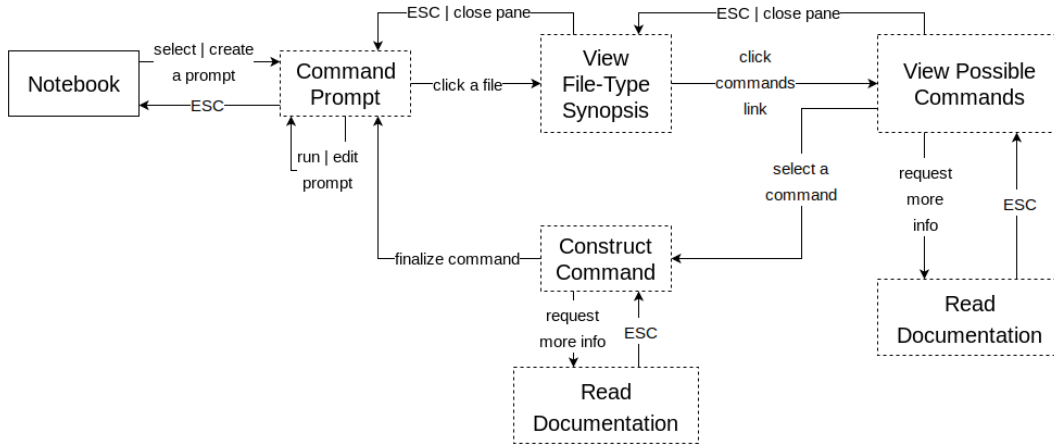 ESC | close pane
ESC | close pane
select | create
a prompt
Notebook
ESC
Command
Prompt
click a file
View
File-Type
Synopsis
click
commands
link
View Possible
Commands
run | edit
prompt
select a
command
request
more
info
ESC
finalize command
Construct
Command
request
more info
ESC
Read
Documentation
Read
Documentation